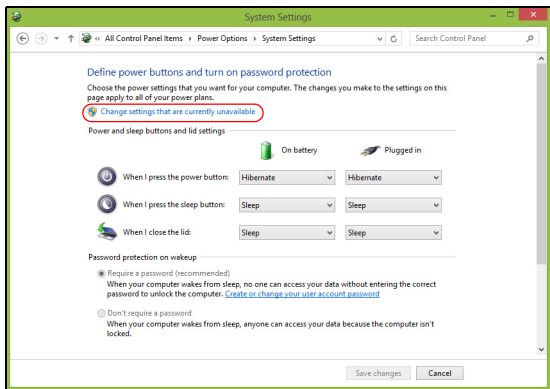 System Settings
« All Control Panel Items ▸ Power Options ▸ System Settings
Search Control Panel
Define power buttons and turn on password protection
Choose the power settings that you want for your computer. The changes you make to the settings on this
page apply to all of your power plans.
Change settings that are currently unavailable
Power and sleep buttons and lid settings
On battery Plugged in
When I press the power button: Hibernate Hibernate
When I press the sleep button: Sleep Sleep
When I close the lid: Sleep Sleep
Password protection on wakeup
Require a password (recommended)
When your computer wakes from sleep, no one can access your data without entering the correct
password to unlock the computer. Create or change your user account password
Don't require a password
When your computer wakes from sleep, anyone can access your data because the computer isn't
locked.
Save changes Cancel